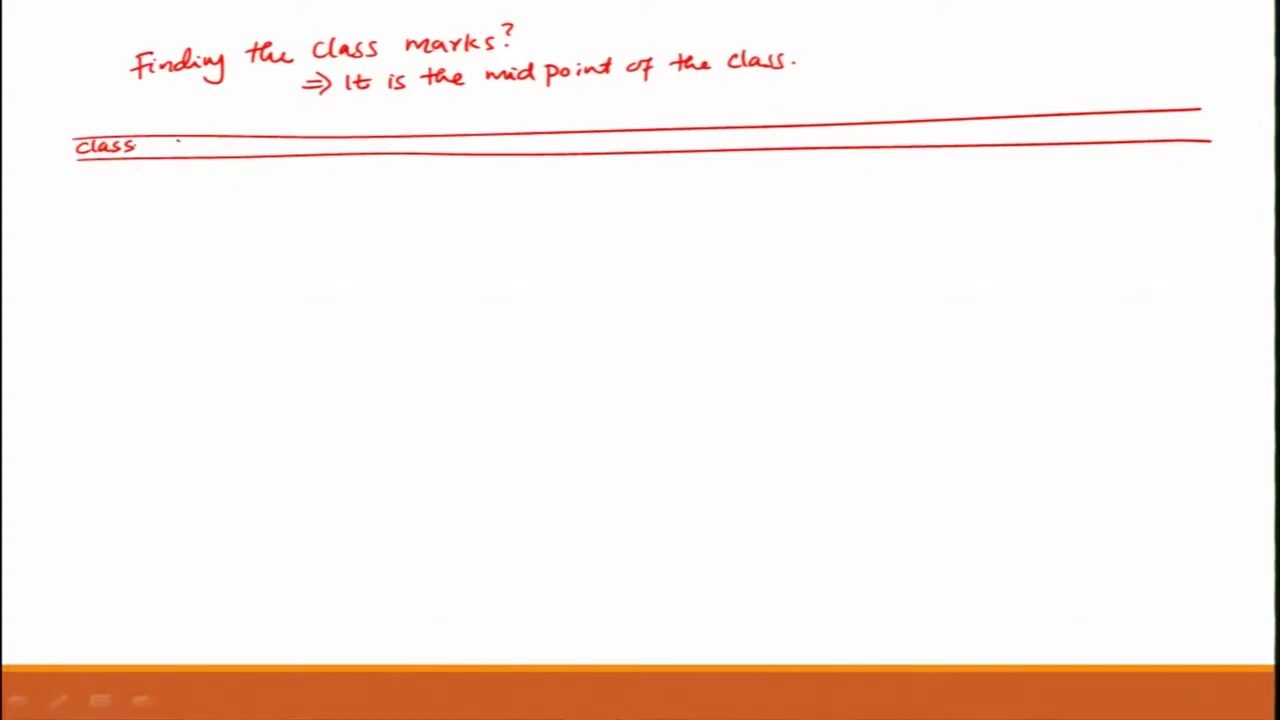 Finding the class marks?
⇒ It is the mid point of the class.
class